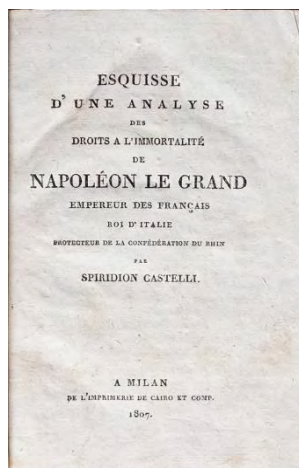 ESQUISSE
D'UNE ANALYSE
DES
DROITS A L'IMMORTALITÉ
DE
NAPOLÉON LE GRAND
EMPEREUR DES FRANÇAIS
ROI D'ITALIE
PROTECTEUR DE LA CONFÉDÉRATION DU RHIN
PAR
SPIRIDION CASTELLI.
A MILAN
DE L'IMPRIMERIE DE CAIRO ET COMP.
1807.